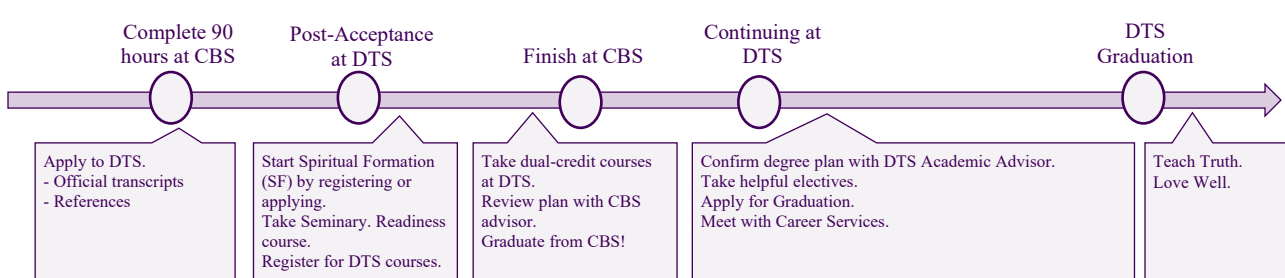 Complete 90
hours at CBS
Post-Acceptance
at DTS
Finish at CBS
Continuing at
DTS
DTS
Graduation
Apply to DTS.
- Official transcripts
- References
Start Spiritual Formation
(SF) by registering or
applying.
Take Seminary. Readiness
course.
Register for DTS courses.
Take dual-credit courses
at DTS.
Review plan with CBS
advisor.
Graduate from CBS!
Confirm degree plan with DTS Academic Advisor.
Take helpful electives.
Apply for Graduation.
Meet with Career Services.
Teach Truth.
Love Well.